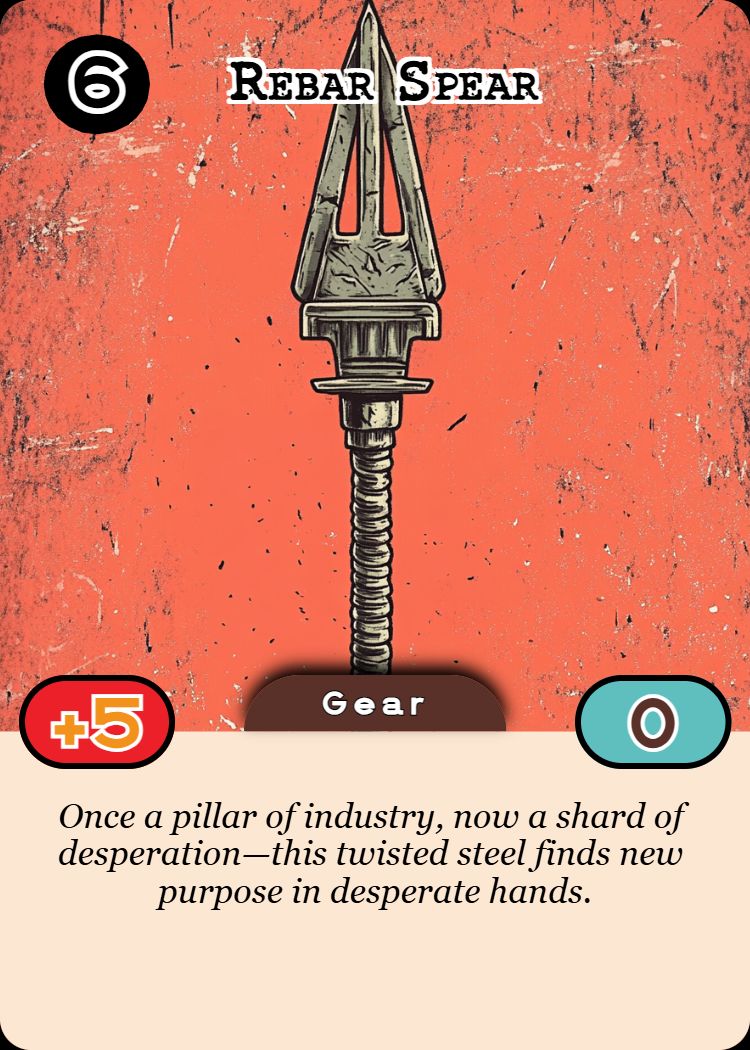 6
Rebar Spear
Gear
+5
0
Once a pillar of industry, now a shard of
desperation—this twisted steel finds new
purpose in desperate hands.